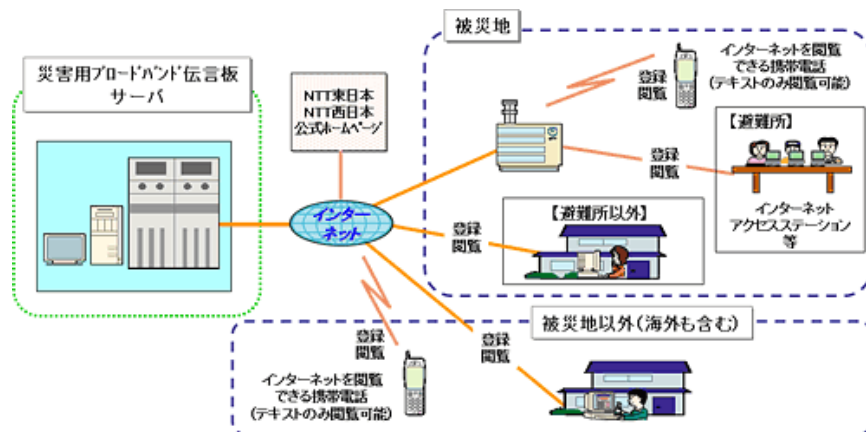 災害用ブロードバンド伝言板
サーバ
NTT東日本
NTT西日本
公式ホームページ
インター
ネット
被災地
登録
閲覧
インターネットを閲覧
できる携帯電話
(テキストのみ閲覧可能)
登録
閲覧
【避難所】
インターネット
アクセスステーション
等
【避難所以外】
登録
閲覧
被災地以外(海外も含む)
登録
閲覧
インターネットを閲覧
できる携帯電話
(テキストのみ閲覧可能)
登録
閲覧